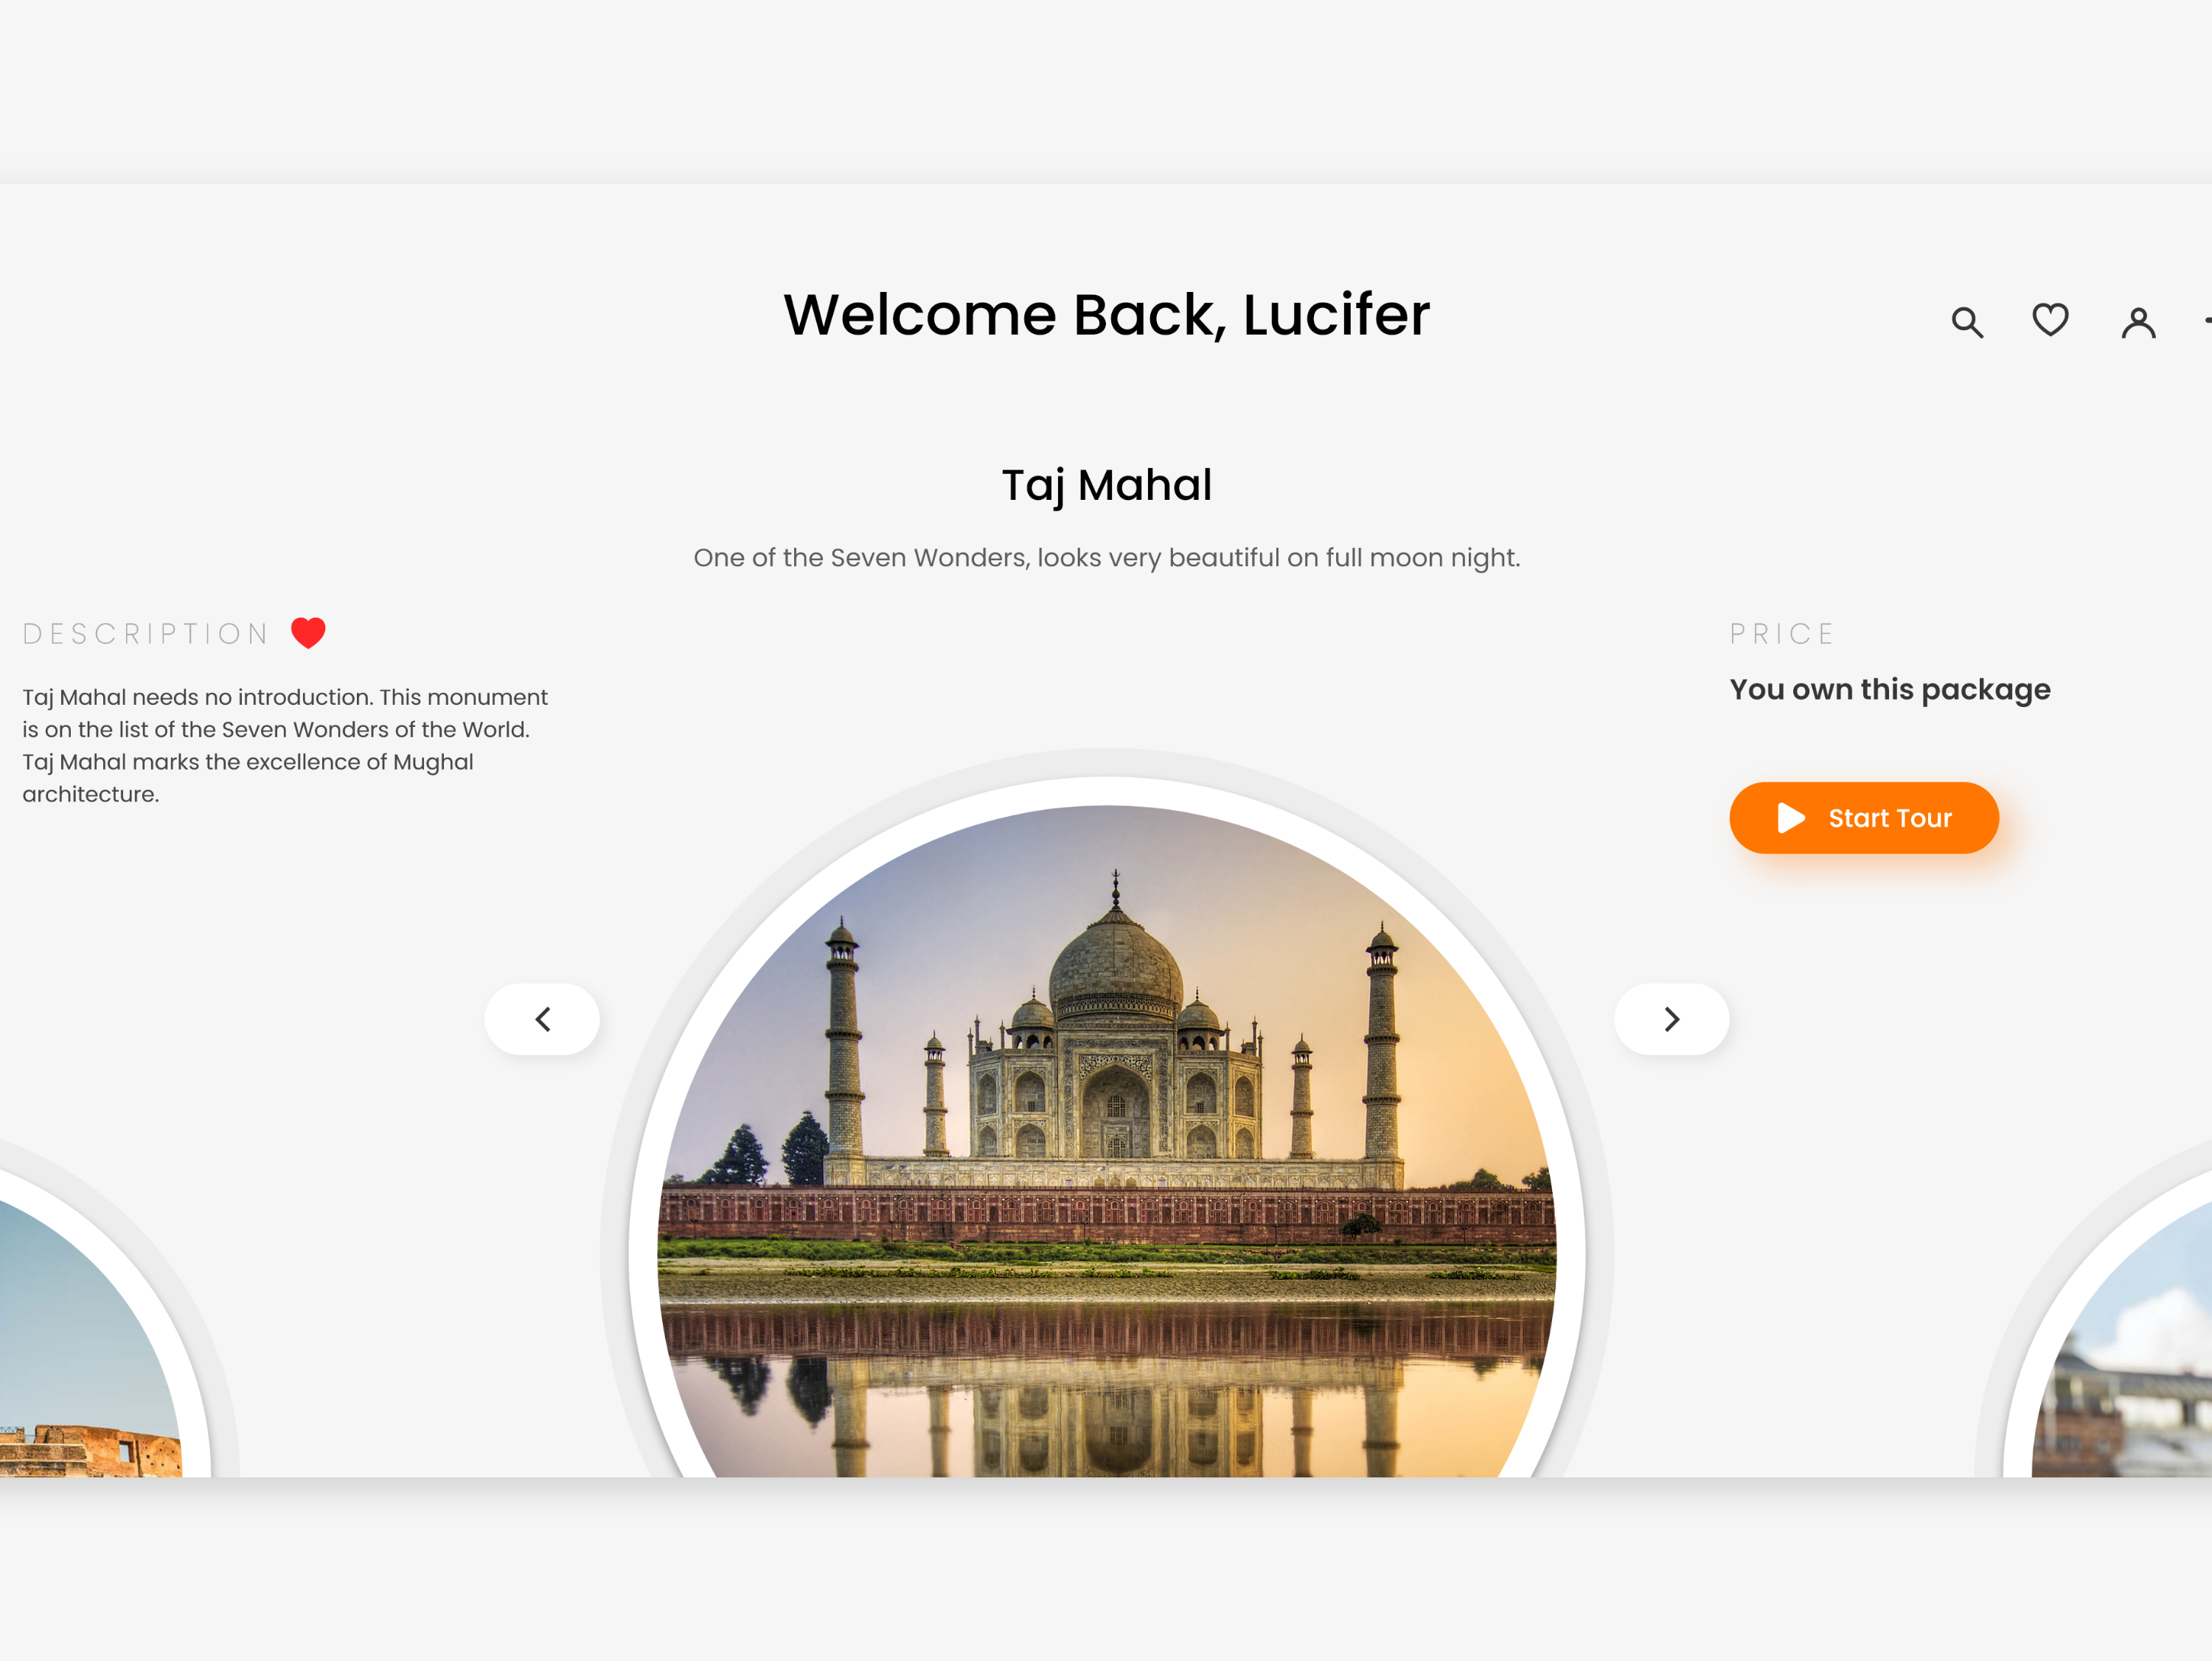 Welcome Back, Lucifer
Taj Mahal
One of the Seven Wonders, looks very beautiful on full moon night.
DESCRIPTION
Taj Mahal needs no introduction. This monument
is on the list of the Seven Wonders of the World.
Taj Mahal marks the excellence of Mughal
architecture.
PRICE
You own this package
Start Tour